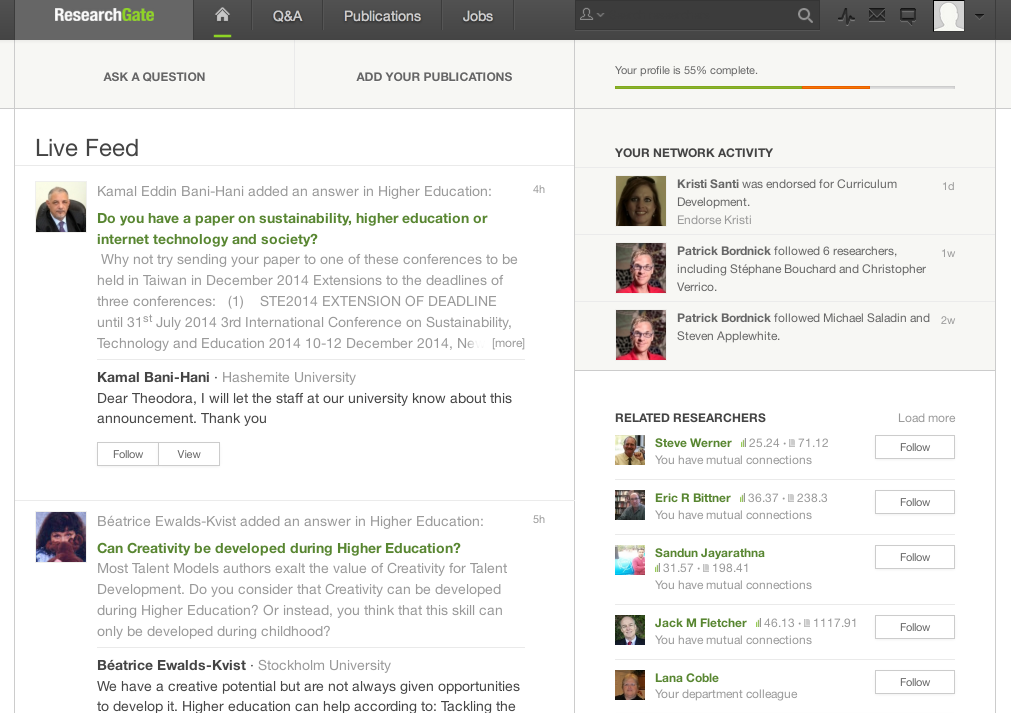 ResearchGate
Q&A
Publications
Jobs
ASK A QUESTION
ADD YOUR PUBLICATIONS
Your profile is 55% complete.
Live Feed
Kamal Eddin Bani-Hani added an answer in Higher Education:
4h
Do you have a paper on sustainability, higher education or
internet technology and society?
Why not try sending your paper to one of these conferences to be
held in Taiwan in December 2014 Extensions to the deadlines of
three conferences: (1) STE2014 EXTENSION OF DEADLINE
until 31st July 2014 3rd International Conference on Sustainability,
Technology and Education 2014 10-12 December 2014, Ne... [more]
Kamal Bani-Hani · Hashemite University
Dear Theodora, I will let the staff at our university know about this
announcement. Thank you
Follow
View
Béatrice Ewalds-Kvist added an answer in Higher Education:
5h
Can Creativity be developed during Higher Education?
Most Talent Models authors exalt the value of Creativity for Talent
Development. Do you consider that Creativity can be developed
during Higher Education? Or instead, you think that this skill can
only be developed during childhood?
Béatrice Ewalds-Kvist · Stockholm University
We have a creative potential but are not always given opportunities
to develop it. Higher education can help according to: Tackling the
YOUR NETWORK ACTIVITY
Kristi Santi was endorsed for Curriculum
Development.
1d
Endorse Kristi
Patrick Bordnick followed 6 researchers,
including Stéphane Bouchard and Christopher
Verrico.
1w
Patrick Bordnick followed Michael Saladin and
Steven Applewhite.
2w
RELATED RESEARCHERS
Load more
Steve Werner 25.24 · 71.12
You have mutual connections
Follow
Eric R Bittner 36.37 · 238.3
You have mutual connections
Follow
Sandun Jayarathna
31.57 · 198.41
You have mutual connections
Follow
Jack M Fletcher 46.13 · 1117.91
You have mutual connections
Follow
Lana Coble
Your department colleague
Follow